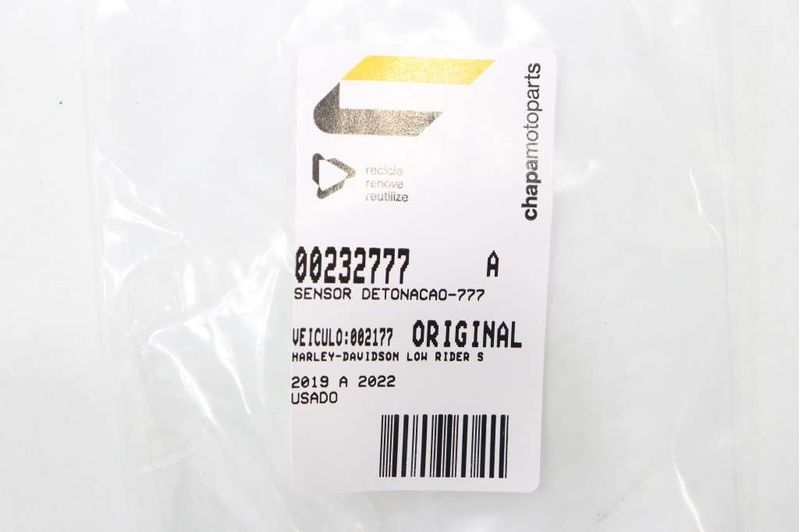 chapamotoparts
recicle
renove
reutilize
00232777 A
SENSOR DETONACAO-777
VEICULO:002177 ORIGINAL
HARLEY-DAVIDSON LOW RIDER S
2019 A 2022
USADO